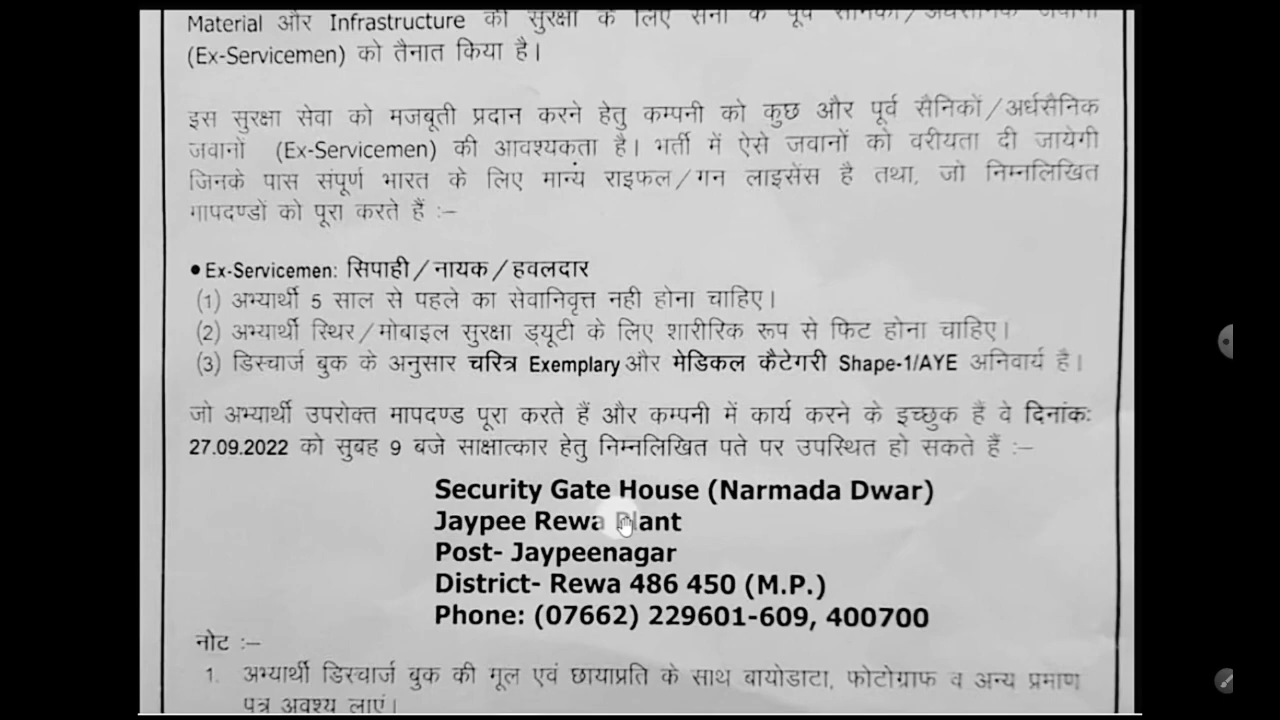 Material और Infrastructure की सुरक्षा के लिए सेना के पूर्व सैनिकों/अर्धसैनिक जवानों
(Ex-Servicemen) को तैनात किया है।
इस सुरक्षा सेवा को मजबूती प्रदान करने हेतु कम्पनी को कुछ और पूर्व सैनिकों/अर्धसैनिक
जवानों (Ex-Servicemen) की आवश्यकता है। भर्ती में ऐसे जवानों को वरीयता दी जायेगी
जिनके पास संपूर्ण भारत के लिए मान्य राइफल/गन लाइसेंस है तथा, जो निम्नलिखित
मापदण्डों को पूरा करते हैं :–
• Ex-Servicemen: सिपाही/नायक/हवलदार
(1) अभ्यार्थी 5 साल से पहले का सेवानिवृत्त नही होना चाहिए।
(2) अभ्यार्थी स्थिर/मोबाइल सुरक्षा ड्यूटी के लिए शारीरिक रूप से फिट होना चाहिए।
(3) डिस्चार्ज बुक के अनुसार चरित्र Exemplary और मेडिकल कैटेगरी Shape-1/AYE अनिवार्य है।
जो अभ्यार्थी उपरोक्त मापदण्ड पूरा करते हैं और कम्पनी में कार्य करने के इच्छुक हैं वे दिनांक:
27.09.2022 को सुबह 9 बजे साक्षात्कार हेतु निम्नलिखित पते पर उपस्थित हो सकते हैं :–
Security Gate House (Narmada Dwar)
Jaypee Rewa Plant
Post- Jaypeenagar
District- Rewa 486 450 (M.P.)
Phone: (07662) 229601-609, 400700
नोट :–
1. अभ्यार्थी डिस्चार्ज बुक की मूल एवं छायाप्रति के साथ बायोडाटा, फोटोग्राफ व अन्य प्रमाण
पत्र अवश्य लाएं।